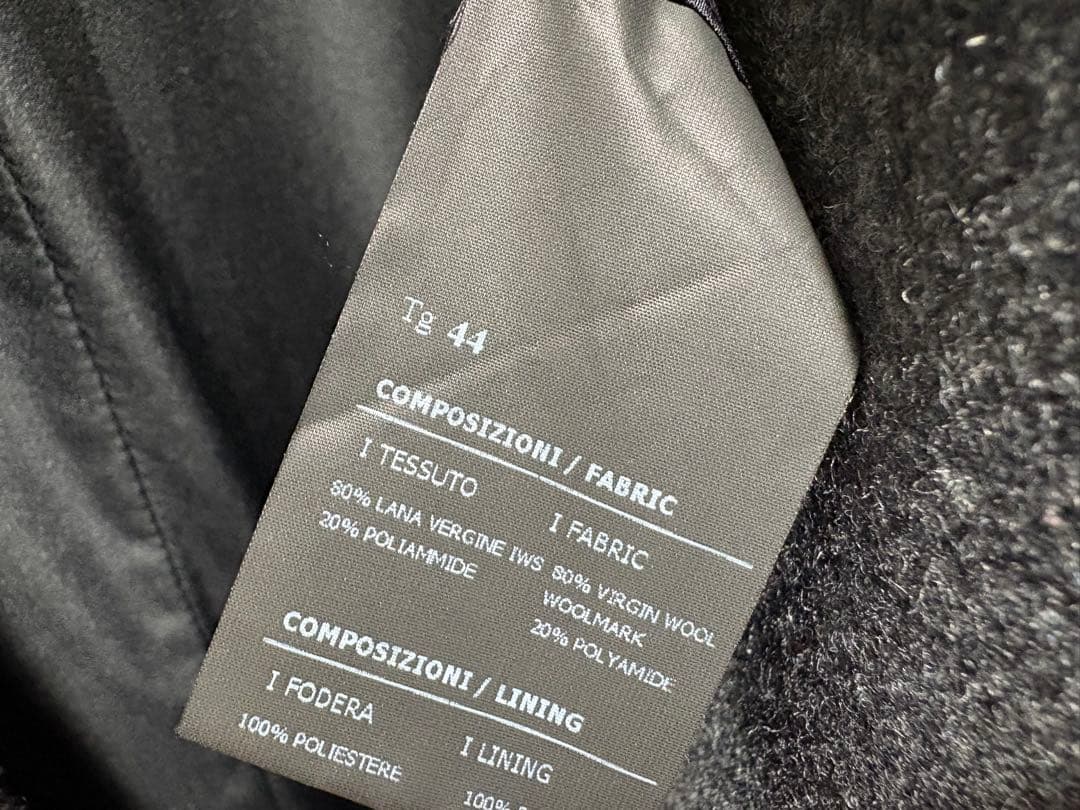 Tg 44
COMPOSIZIONI / FABRIC
I TESSUTO
80% LANA VERGINE IWS
20% POLIAMMIDE
I FABRIC
80% VIRGIN WOOL
WOOLMARK
20% POLYAMIDE
COMPOSIZIONI / LINING
I FODERA
100% POLIESTERE
I LINING
100%